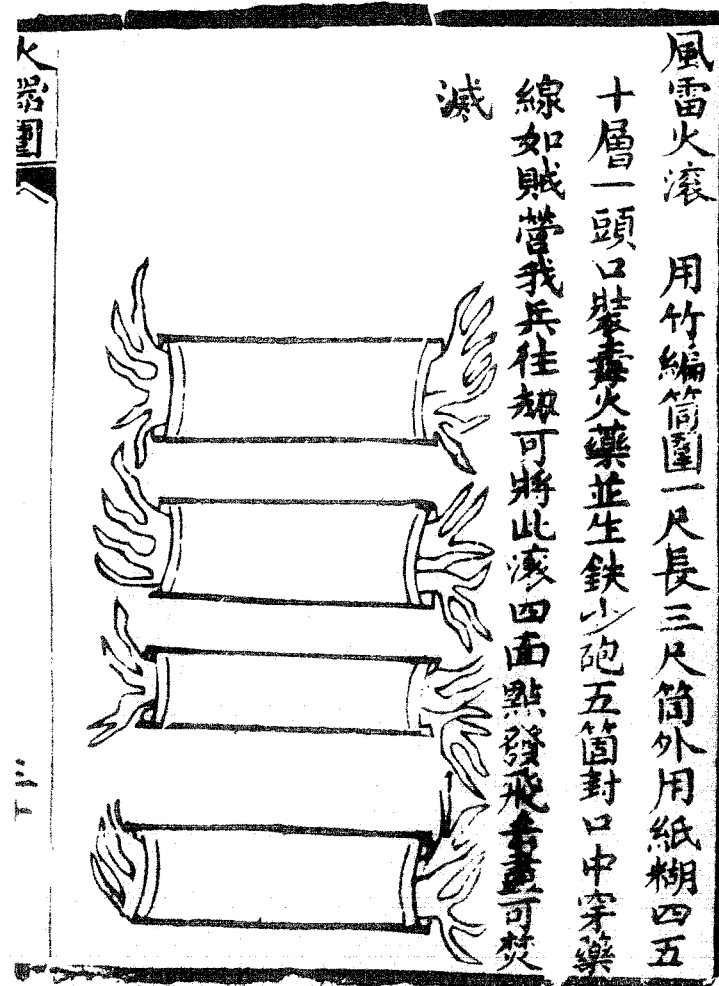 風雷火滾 用竹編筒圍一尺長三尺筒外用紙糊四五
十層一頭口裝毒火藥並生鉄少砲五箇封口中穿藥
線如賊營我兵往刼可將此滾四面點發飛去盡可焚
滅
火器圖